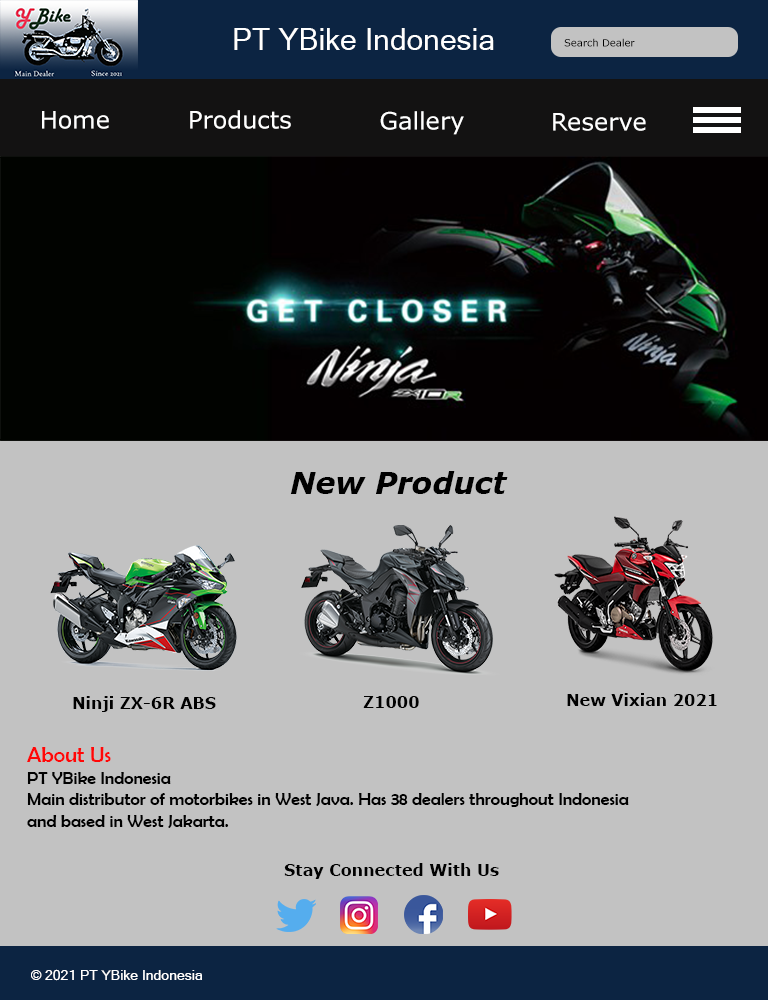 YBike
Main Dealer Since 2021
PT YBike Indonesia
Search Dealer
Home Products Gallery Reserve
GET CLOSER
Ninja
ZX10R
Ninja
New Product
Kawasaki
Ninji ZX-6R ABS Z1000 New Vixian 2021
About Us
PT YBike Indonesia
Main distributor of motorbikes in West Java. Has 38 dealers throughout Indonesia
and based in West Jakarta.
Stay Connected With Us
© 2021 PT YBike Indonesia